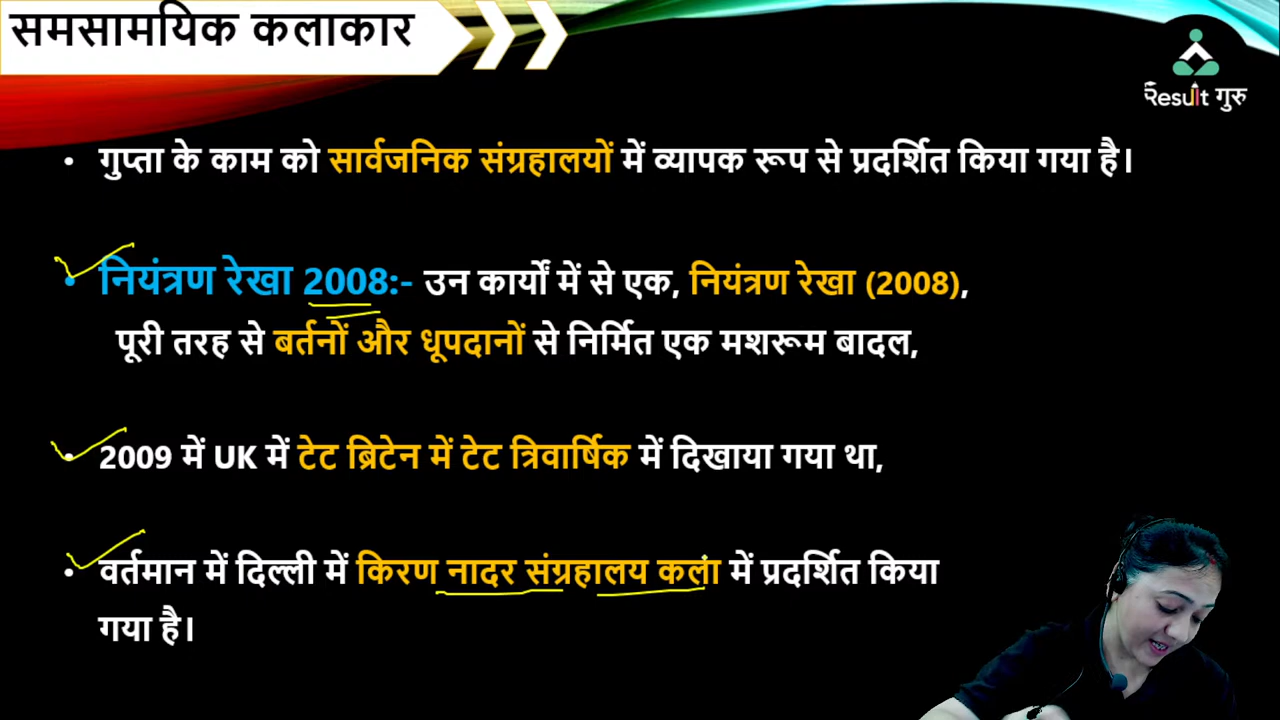 समसामयिक कलाकार
Result गुरु
• गुप्ता के काम को सार्वजनिक संग्रहालयों में व्यापक रूप से प्रदर्शित किया गया है।
• नियंत्रण रेखा 2008:- उन कार्यों में से एक, नियंत्रण रेखा (2008),
पूरी तरह से बर्तनों और धूपदानों से निर्मित एक मशरूम बादल,
• 2009 में UK में टेट ब्रिटेन में टेट त्रिवार्षिक में दिखाया गया था,
• वर्तमान में दिल्ली में किरण नादर संग्रहालय कला में प्रदर्शित किया
गया है।